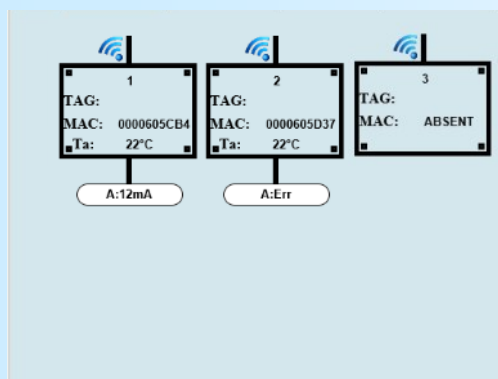 1
TAG:
MAC: 0000605CB4
Ta: 22°C
A:12mA
2
TAG:
MAC: 0000605D37
Ta: 22°C
A:Err
3
TAG:
MAC: ABSENT